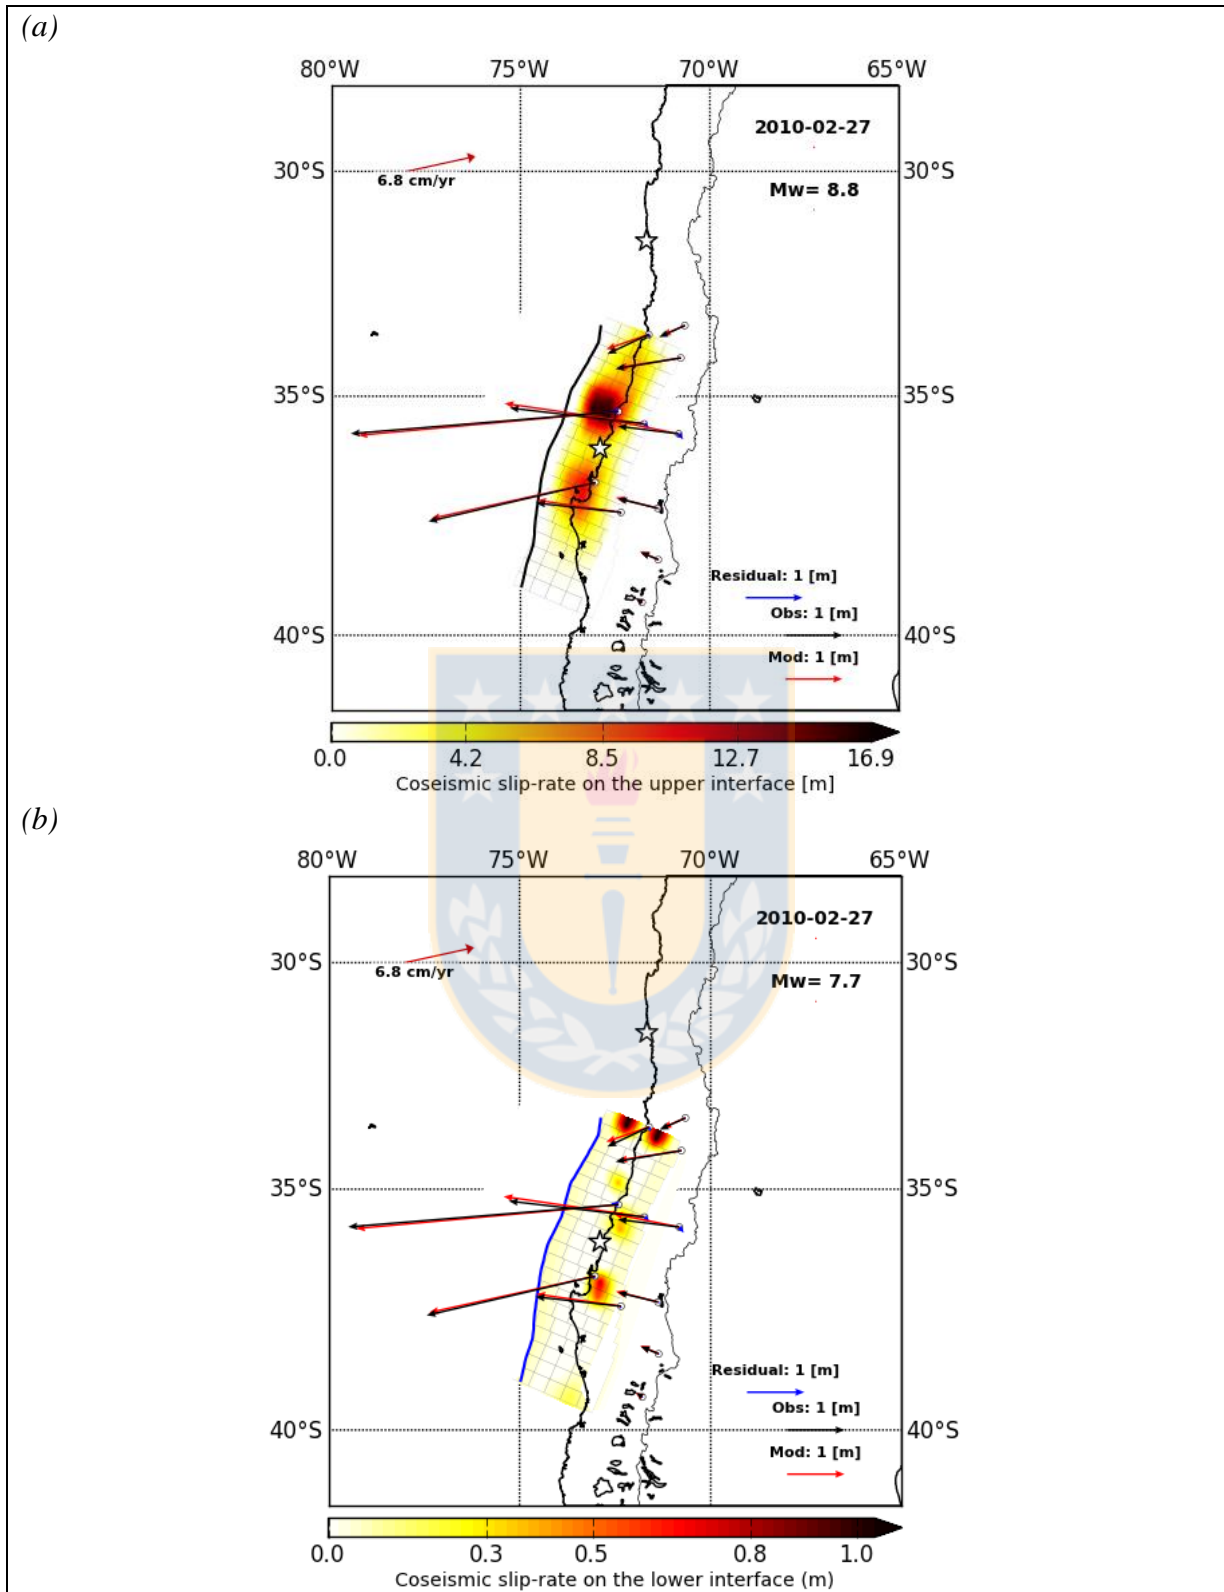 (a)
80°W 75°W 70°W 65°W
2010-02-27
30°S 30°S
6.8 cm/yr
Mw= 8.8
35°S 35°S
Residual: 1 [m]
Obs: 1 [m]
40°S 40°S
Mod: 1 [m]
0.0 4.2 8.5 12.7 16.9
Coseismic slip-rate on the upper interface [m]
(b)
80°W 75°W 70°W 65°W
2010-02-27
30°S 30°S
6.8 cm/yr
Mw= 7.7
35°S 35°S
Residual: 1 [m]
Obs: 1 [m]
40°S 40°S
Mod: 1 [m]
0.0 0.3 0.5 0.8 1.0
Coseismic slip-rate on the lower interface (m)